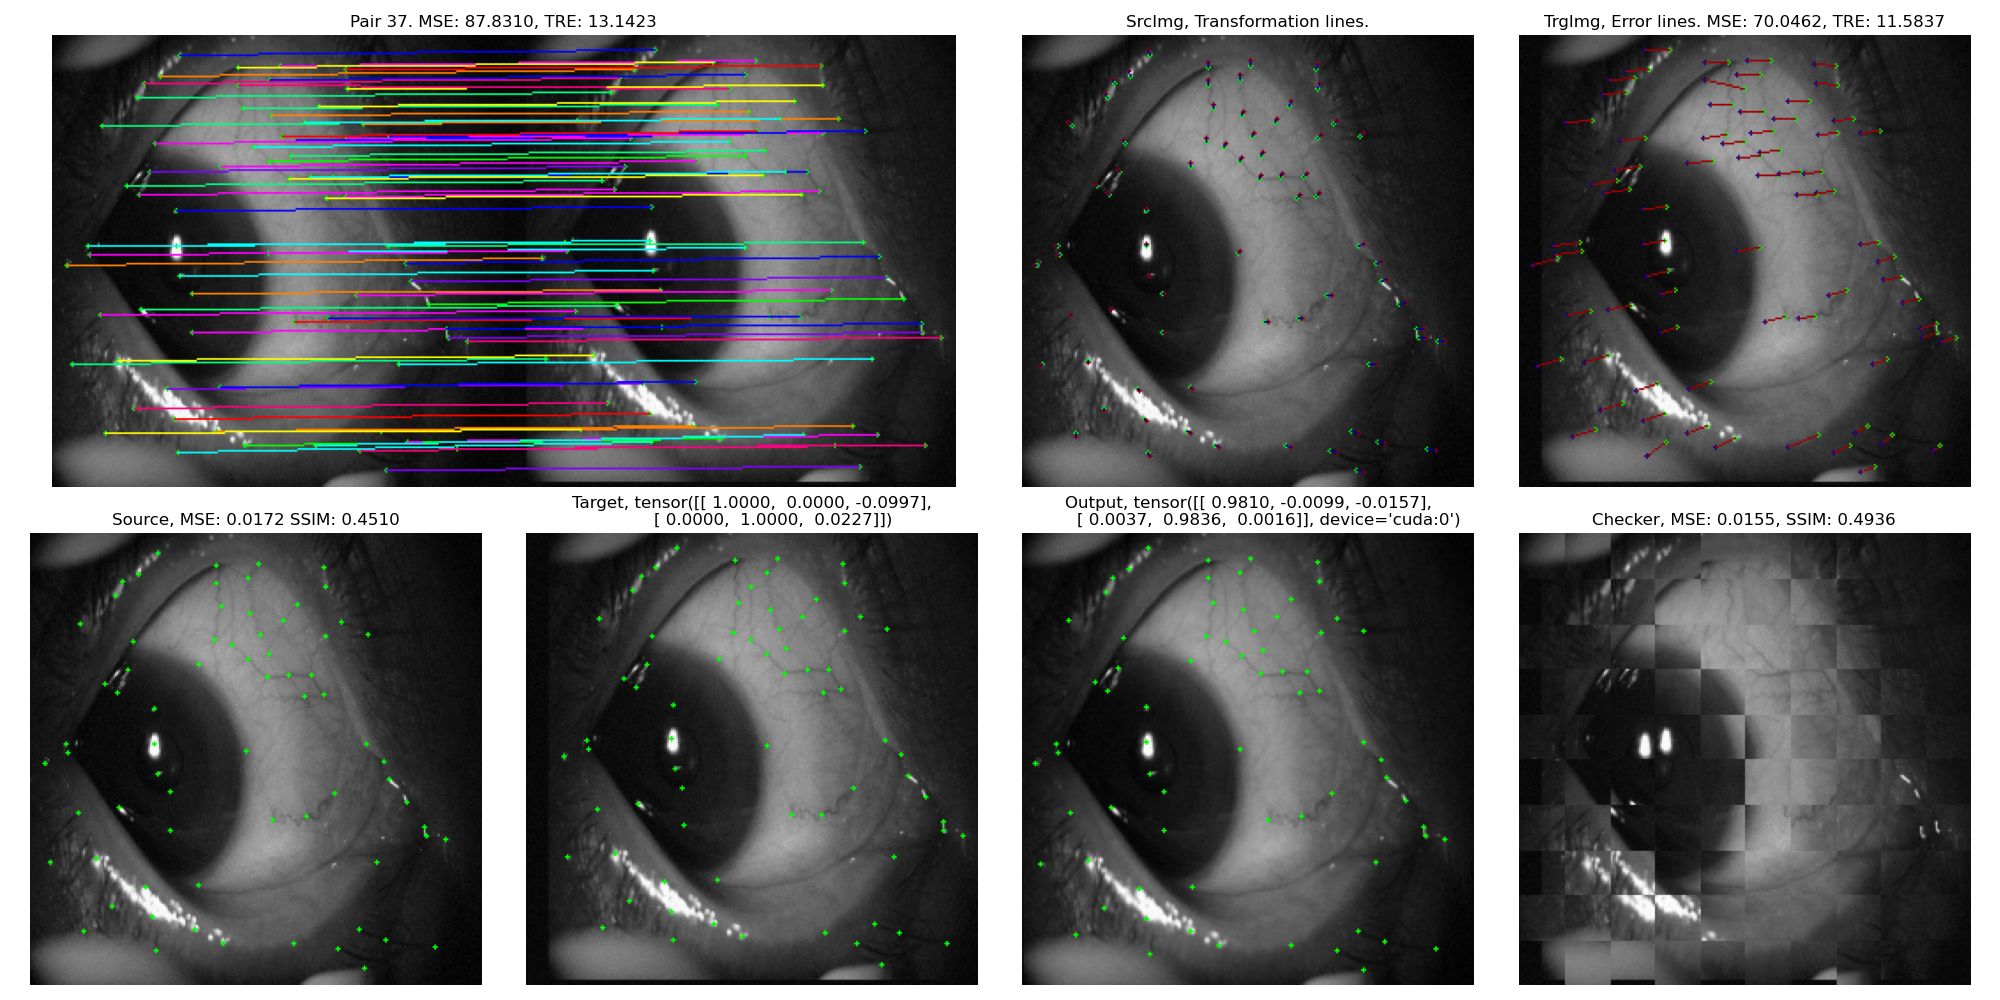 Pair 37. MSE: 87.8310, TRE: 13.1423
SrcImg, Transformation lines.
TrgImg, Error lines. MSE: 70.0462, TRE: 11.5837
Source, MSE: 0.0172 SSIM: 0.4510
Target, tensor([[ 1.0000,  0.0000, -0.0997],
[ 0.0000,  1.0000,  0.0227]])
Output, tensor([[ 0.9810, -0.0099, -0.0157],
[ 0.0037,  0.9836,  0.0016]], device='cuda:0')
Checker, MSE: 0.0155, SSIM: 0.4936